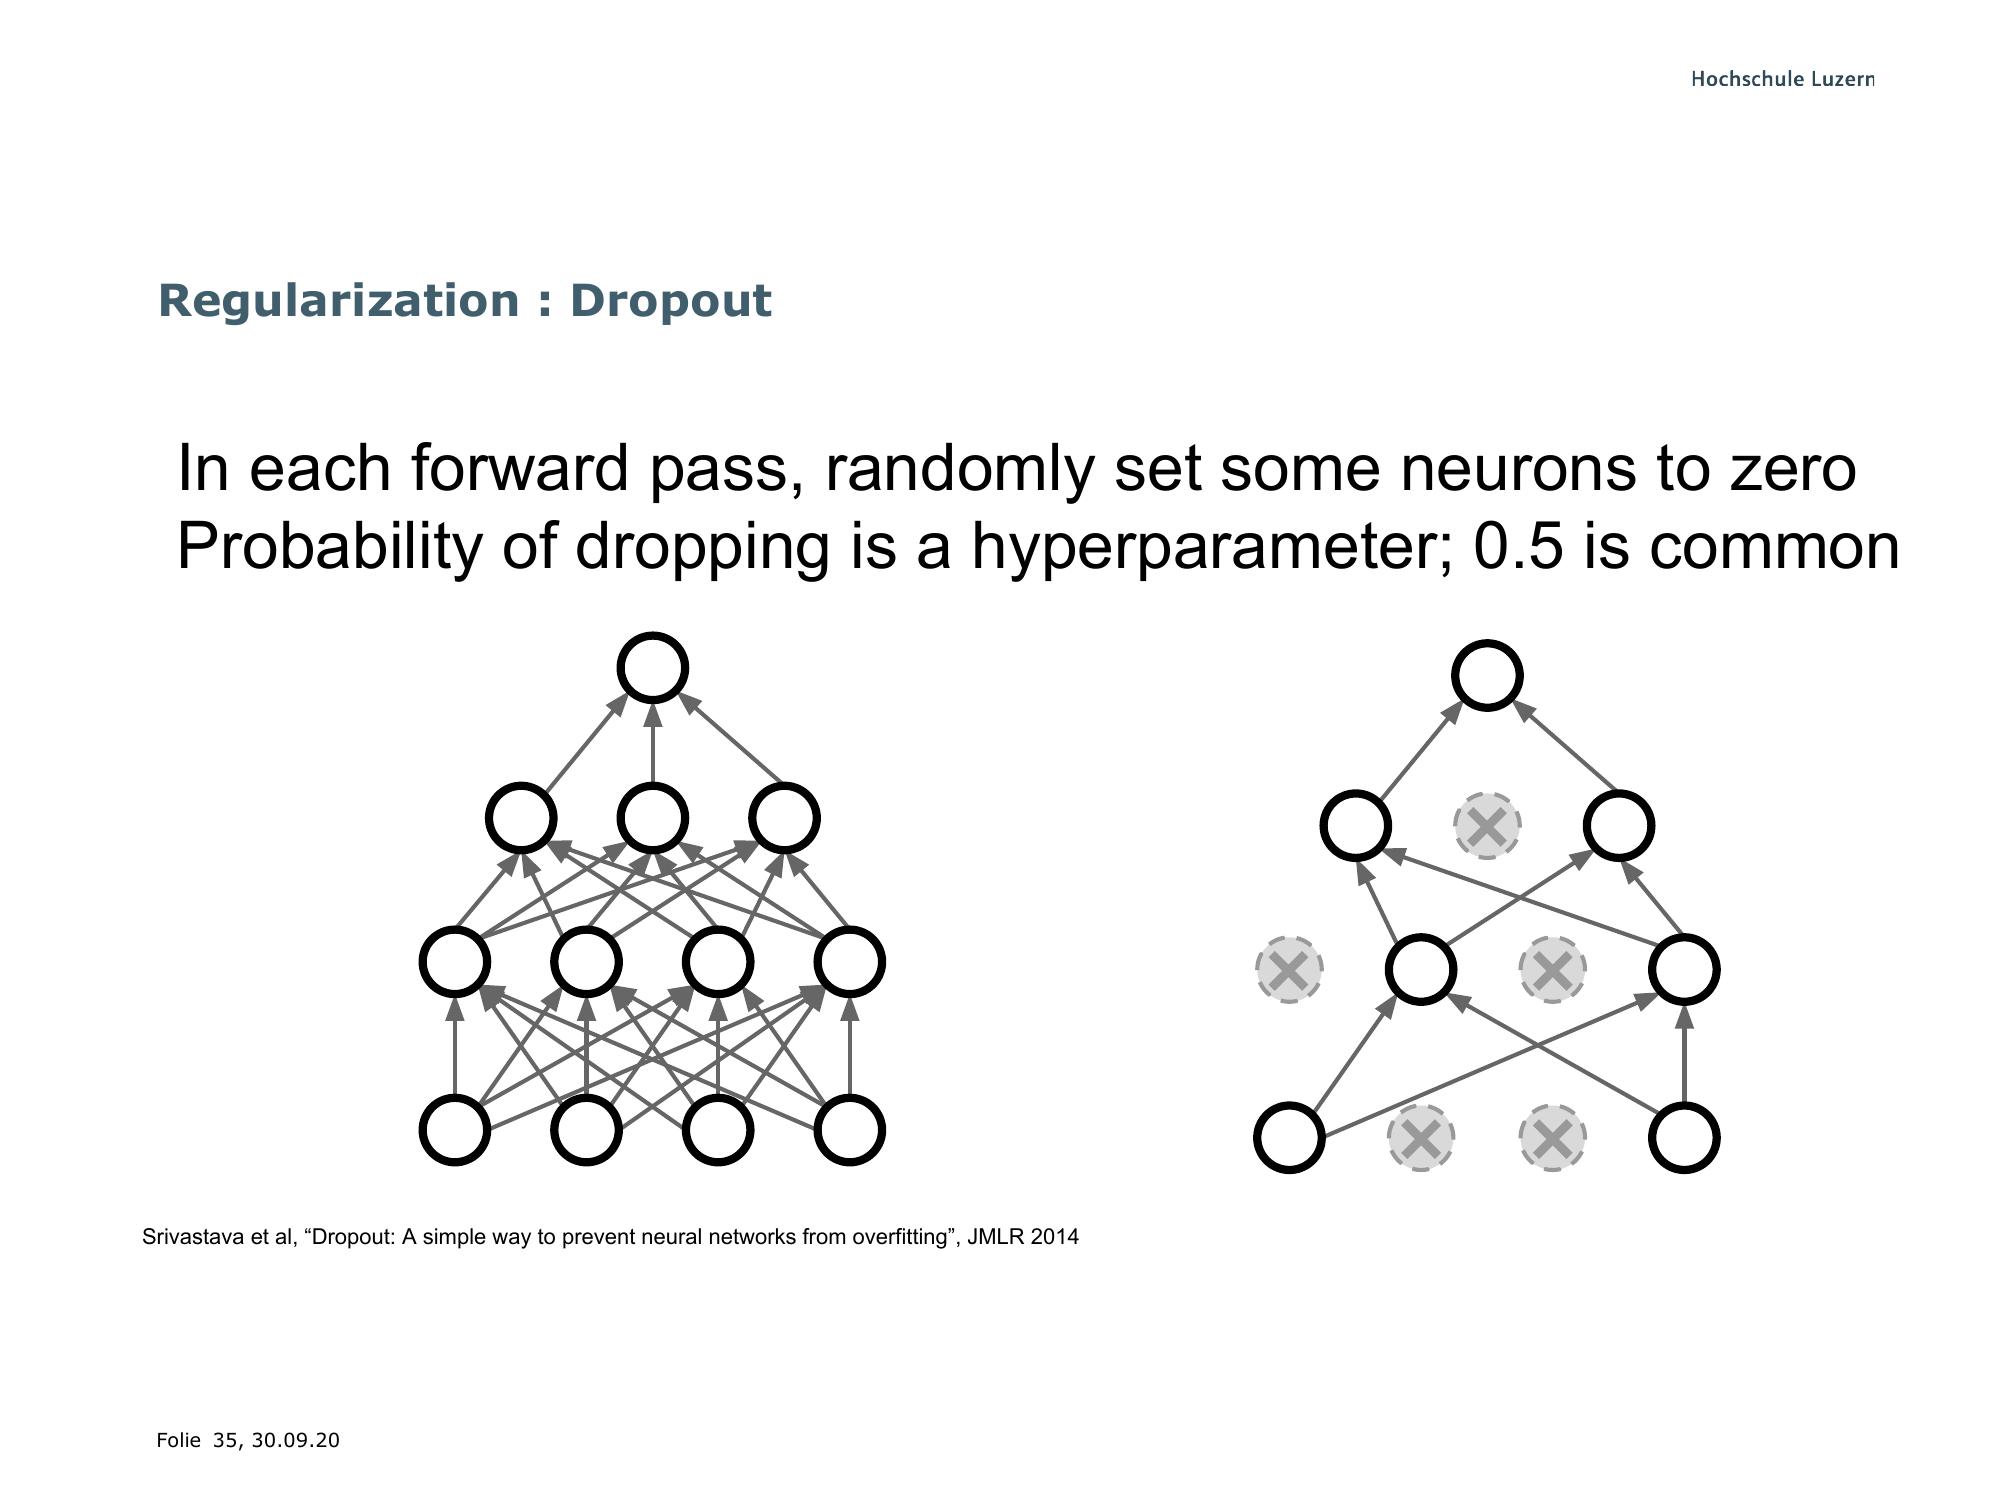 Hochschule Luzern
Regularization : Dropout
In each forward pass, randomly set some neurons to zero
Probability of dropping is a hyperparameter; 0.5 is common
Srivastava et al, “Dropout: A simple way to prevent neural networks from overfitting”, JMLR 2014
Folie 35, 30.09.20